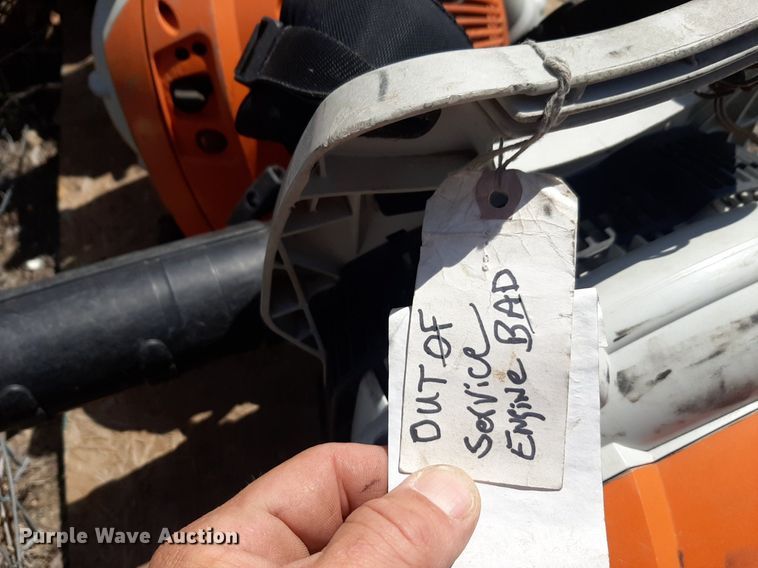 OUT OF
Service
ENgiNe BAD
Purple Wave Auction